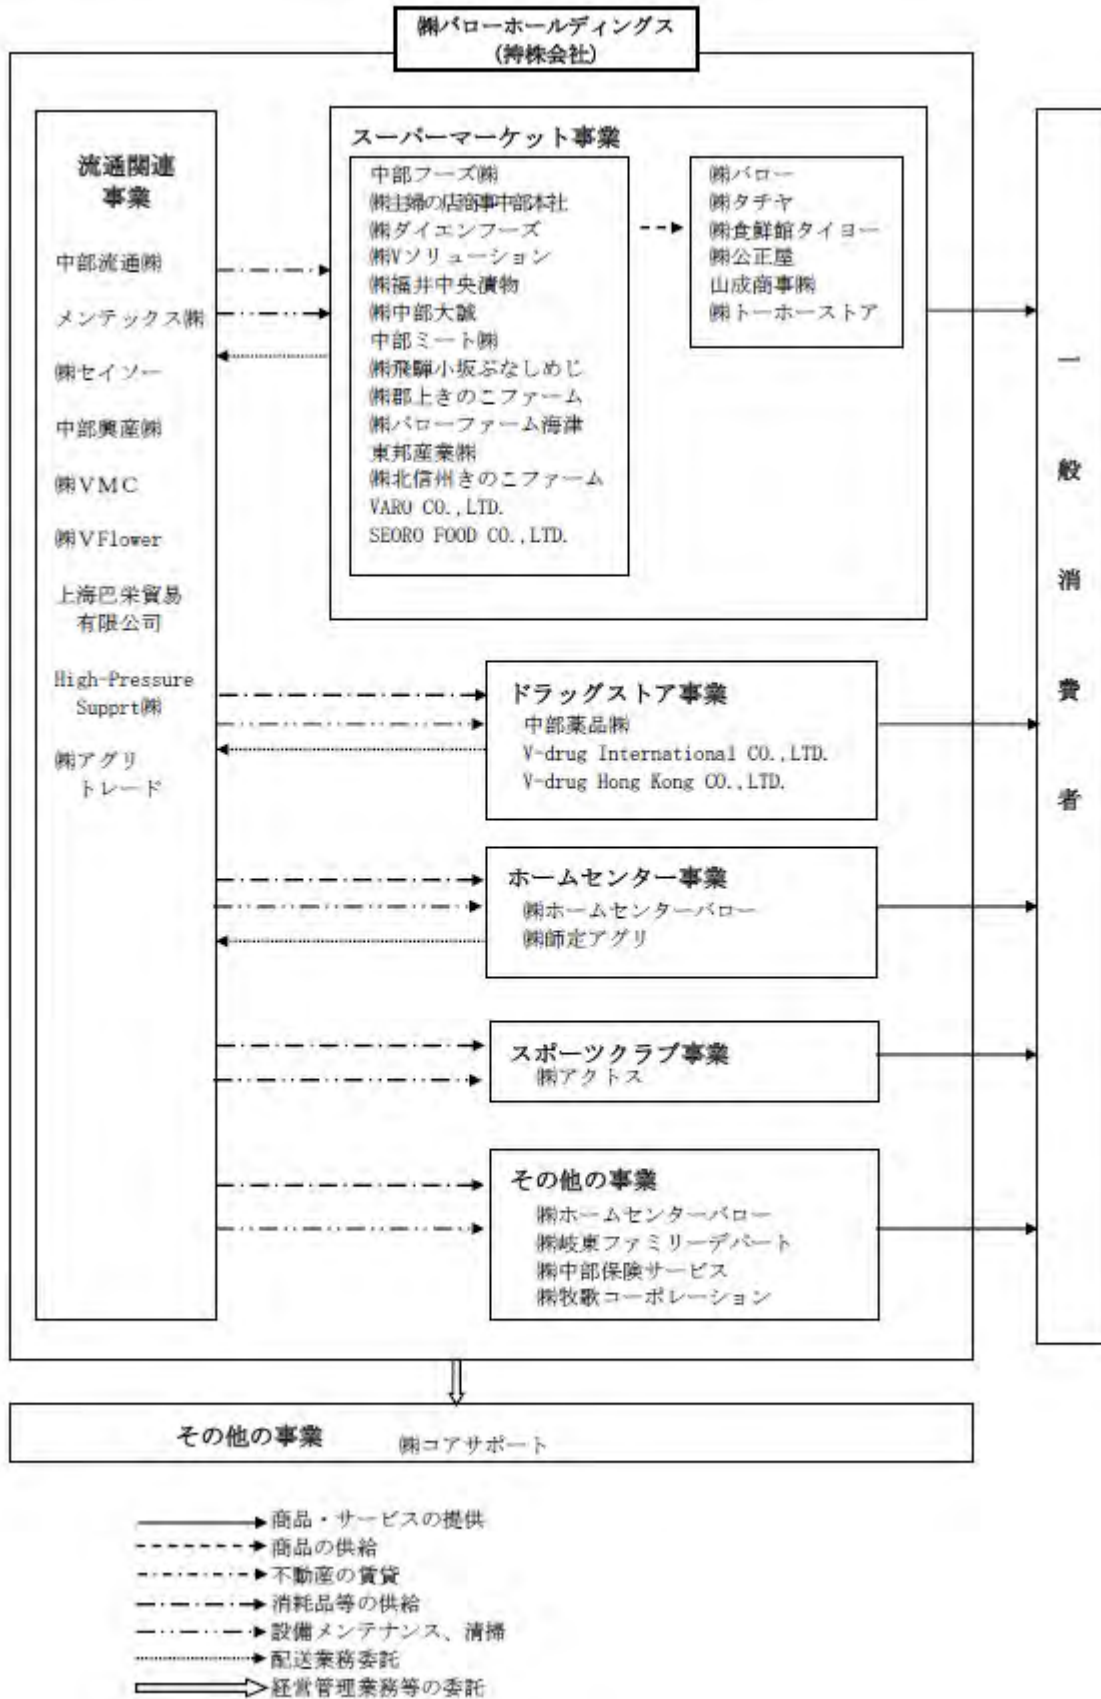 ㈱バローホールディングス
(持株会社)
流通関連
事業
中部流通㈱
メンテックス㈱
㈱セイソー
中部興産㈱
㈱VMC
㈱VFlower
上海巴栄貿易
有限公司
High-Pressure
Supprt㈱
㈱アグリ
トレード
スーパーマーケット事業
中部フーズ㈱
㈱主婦の店商事中部本社
㈱ダイエンフーズ
㈱Vソリューション
㈱福井中央漬物
㈱中部大誠
中部ミート㈱
㈱飛騨小坂ぶなしめじ
㈱郡上きのこファーム
㈱バローファーム海津
東邦産業㈱
㈱北信州きのこファーム
VARO CO.,LTD.
SEORO FOOD CO.,LTD.
㈱バロー
㈱タチヤ
㈱食鮮館タイヨー
㈱公正屋
山成商事㈱
㈱トーホーストア
ドラッグストア事業
中部薬品㈱
V-drug International CO.,LTD.
V-drug Hong Kong CO.,LTD.
ホームセンター事業
㈱ホームセンターバロー
㈱師定アグリ
スポーツクラブ事業
㈱アクトス
その他の事業
㈱ホームセンターバロー
㈱岐東ファミリーデパート
㈱中部保険サービス
㈱牧歌コーポレーション
一般消費者
その他の事業 ㈱コアサポート
商品・サービスの提供
商品の供給
不動産の賃貸
消耗品等の供給
設備メンテナンス、清掃
配送業務委託
経営管理業務等の委託